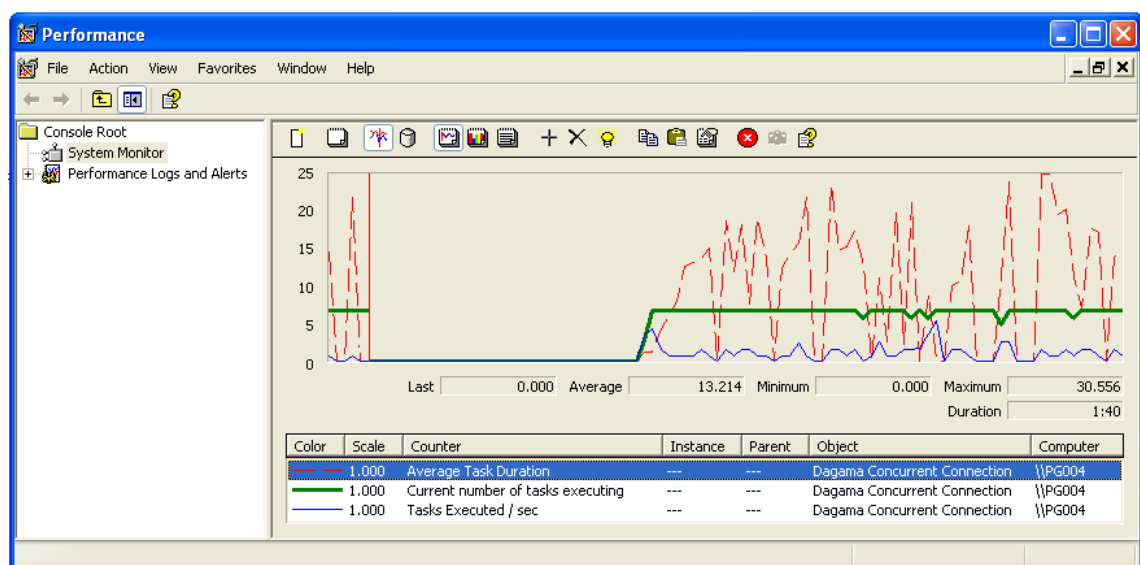 Performance
File Action View Favorites Window Help
Console Root
System Monitor
Performance Logs and Alerts
25
20
15
10
5
0
Last 0.000 Average 13.214 Minimum 0.000 Maximum 30.556
Duration 1:40
Color Scale Counter Instance Parent Object Computer
1.000 Average Task Duration --- --- Dagama Concurrent Connection \\PG004
1.000 Current number of tasks executing --- --- Dagama Concurrent Connection \\PG004
1.000 Tasks Executed / sec --- --- Dagama Concurrent Connection \\PG004